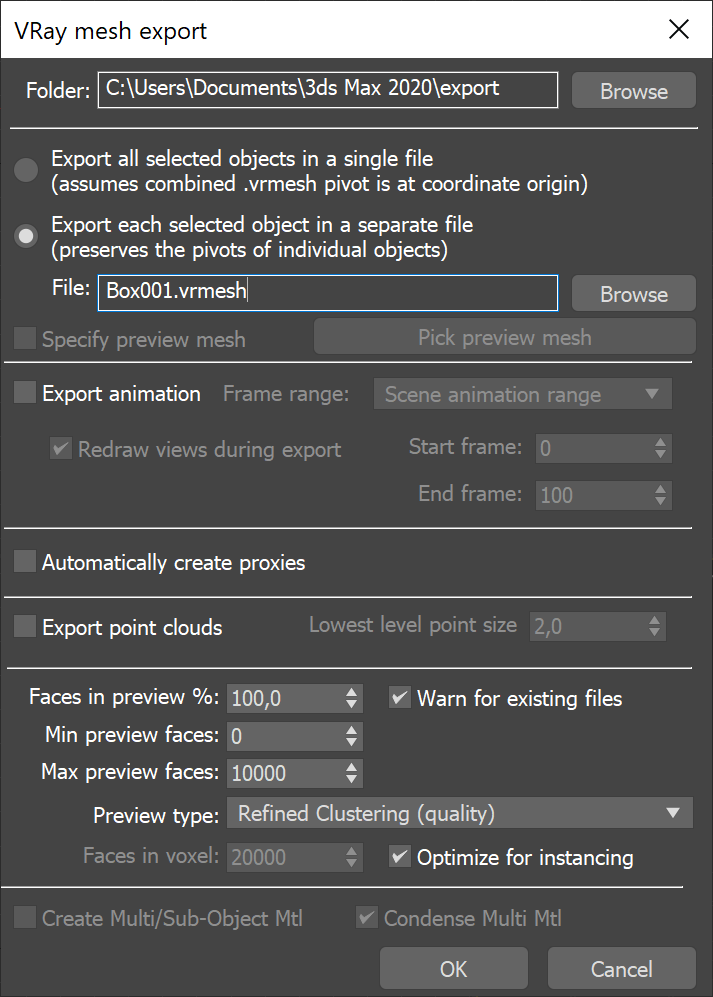 VRay mesh export
Folder: C:\Users\Documents\3ds Max 2020\export Browse
Export all selected objects in a single file
(assumes combined .vrmesh pivot is at coordinate origin)
Export each selected object in a separate file
(preserves the pivots of individual objects)
File: Box001.vrmesh Browse
Specify preview mesh Pick preview mesh
Export animation Frame range: Scene animation range
Redraw views during export Start frame: 0
End frame: 100
Automatically create proxies
Export point clouds Lowest level point size 2,0
Faces in preview %: 100,0 Warn for existing files
Min preview faces: 0
Max preview faces: 10000
Preview type: Refined Clustering (quality)
Faces in voxel: 20000 Optimize for instancing
Create Multi/Sub-Object Mtl Condense Multi Mtl
OK Cancel